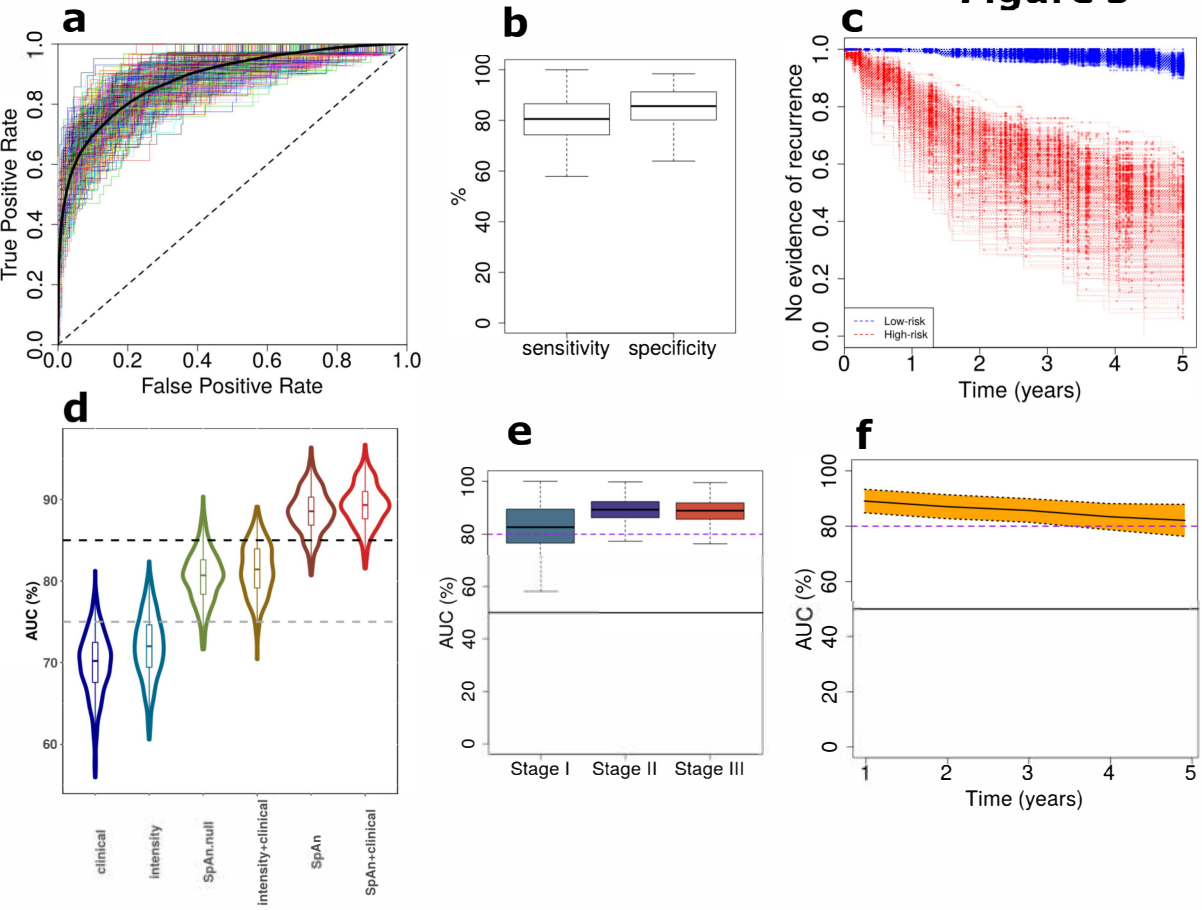 a
1.0
0.8
0.6
0.4
0.2
0.0
True Positive Rate
0.0
0.2
0.4
0.6
0.8
1.0
False Positive Rate
b
100
80
60
40
20
0
%
sensitivity
specificity
c
1.0
0.8
0.6
0.4
0.2
0.0
No evidence of recurrence
Low-risk
High-risk
0
1
2
3
4
5
Time (years)
d
90
80
70
60
AUC (%)
clinical
intensity
SpAn.null
intensity+clinical
SpAn
SpAn+clinical
e
100
80
60
40
20
0
AUC (%)
Stage I
Stage II
Stage III
f
100
80
60
40
20
0
AUC (%)
1
2
3
4
5
Time (years)